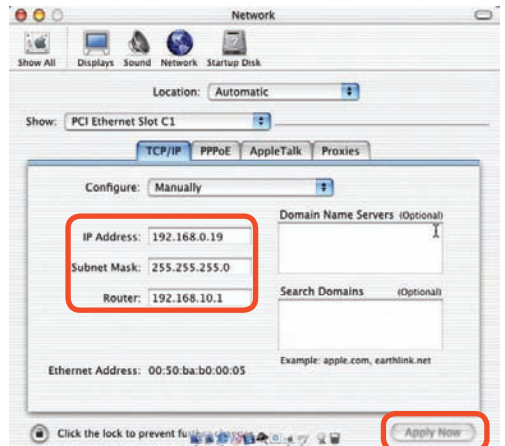 Network
Show All Displays Sound Network Startup Disk
Location: Automatic
Show: PCI Ethernet Slot C1
TCP/IP PPPoE AppleTalk Proxies
Configure: Manually
Domain Name Servers (Optional)
IP Address: 192.168.0.19
Subnet Mask: 255.255.255.0
Search Domains (Optional)
Router: 192.168.10.1
Example: apple.com, earthlink.net
Ethernet Address: 00:50:ba:b0:00:05
Click the lock to prevent
Apply Now